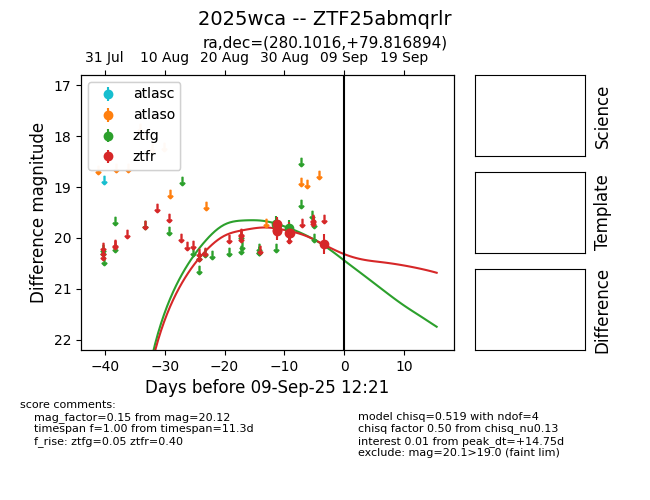 2025wca -- ZTF25abmqrlr
ra,dec=(280.1016,+79.816894)
31 Jul 10 Aug 20 Aug 30 Aug 09 Sep 19 Sep
17
18
19
20
21
22
Difference magnitude
atlasc
atlaso
ztfg
ztfr
−40 −30 −20 −10 0 10
Days before 09-Sep-25 12:21
Science
Template
Difference
score comments:
mag_factor=0.15 from mag=20.12
timespan f=1.00 from timespan=11.3d
f_rise: ztfg=0.05 ztfr=0.40
model chisq=0.519 with ndof=4
chisq factor 0.50 from chisq_nu0.13
interest 0.01 from peak_dt=+14.75d
exclude: mag=20.1>19.0 (faint lim)